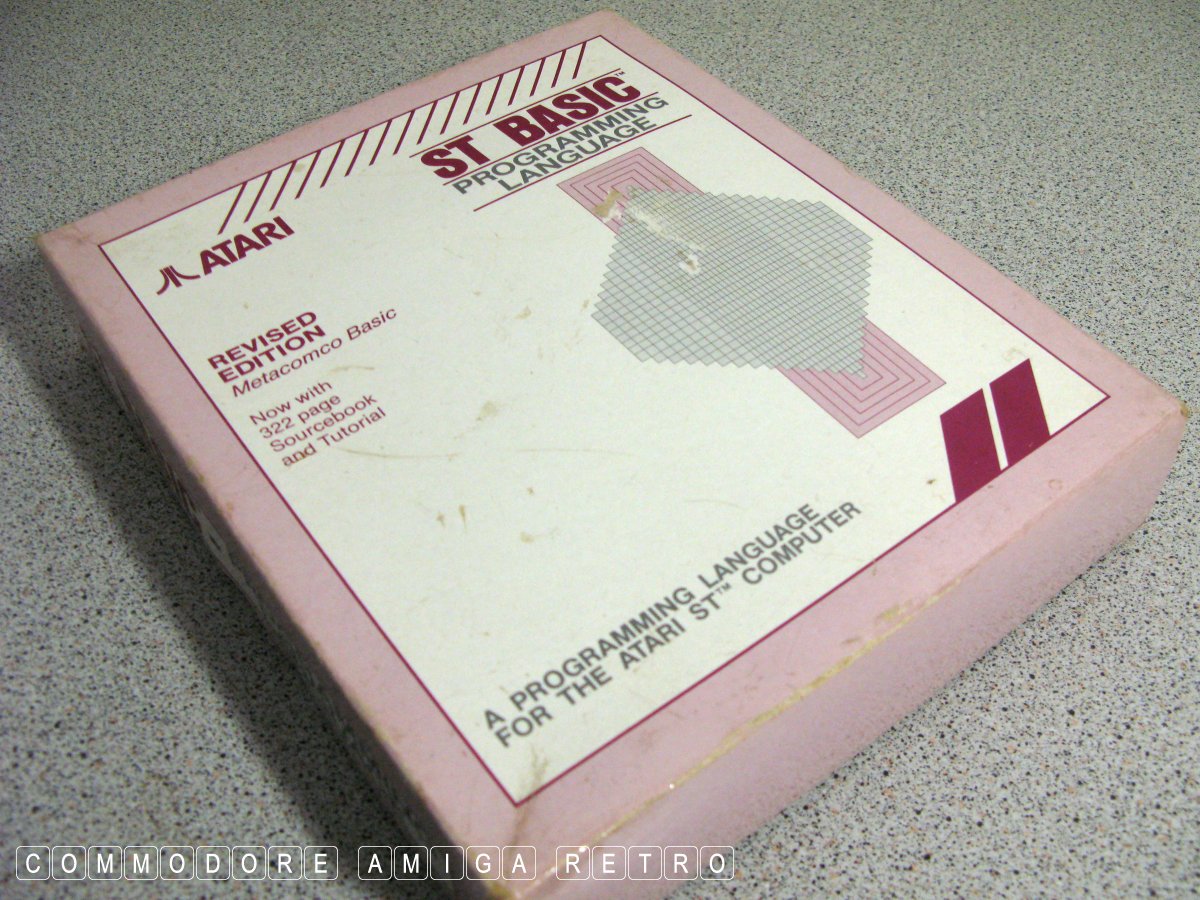 ST BASIC™
PROGRAMMING
LANGUAGE
ATARI
REVISED
EDITION
Metacomco Basic
Now with
322 page
Sourcebook
and Tutorial
A PROGRAMMING LANGUAGE
FOR THE ATARI ST™ COMPUTER
COMMODORE AMIGA RETRO